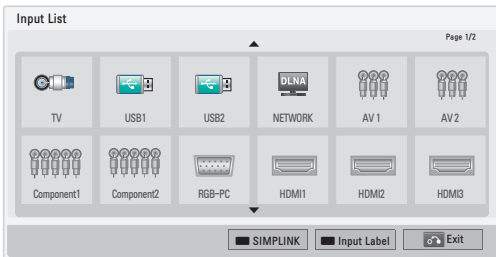 Input List
Page 1/2
DLNA
TV USB1 USB2 NETWORK AV 1 AV 2
Component1 Component2 RGB-PC HDMI1 HDMI2 HDMI3
SIMPLINK Input Label Exit